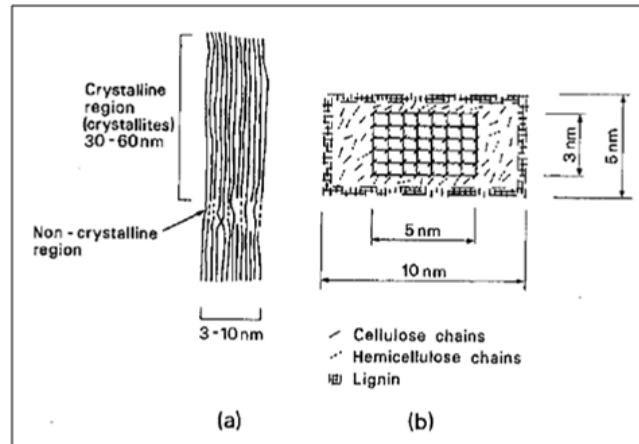 Crystalline
region
(crystallites)
30-60nm
Non-crystalline
region
3-10nm
(a)
(b)
3 nm
5 nm
5 nm
10 nm
Cellulose chains
Hemicellulose chains
Lignin